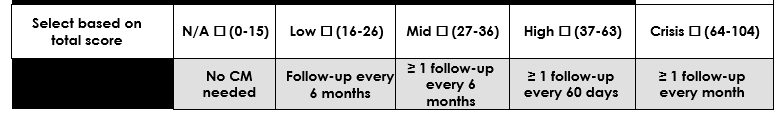 Select based on total score N/A ☐ (0-15) Low ☐ (16-26) Mid ☐ (27-36) High ☐ (37-63) Crisis ☐ (64-104)
No CM needed Follow-up every 6 months ≥ 1 follow-up every 6 months ≥ 1 follow-up every 60 days ≥ 1 follow-up every month